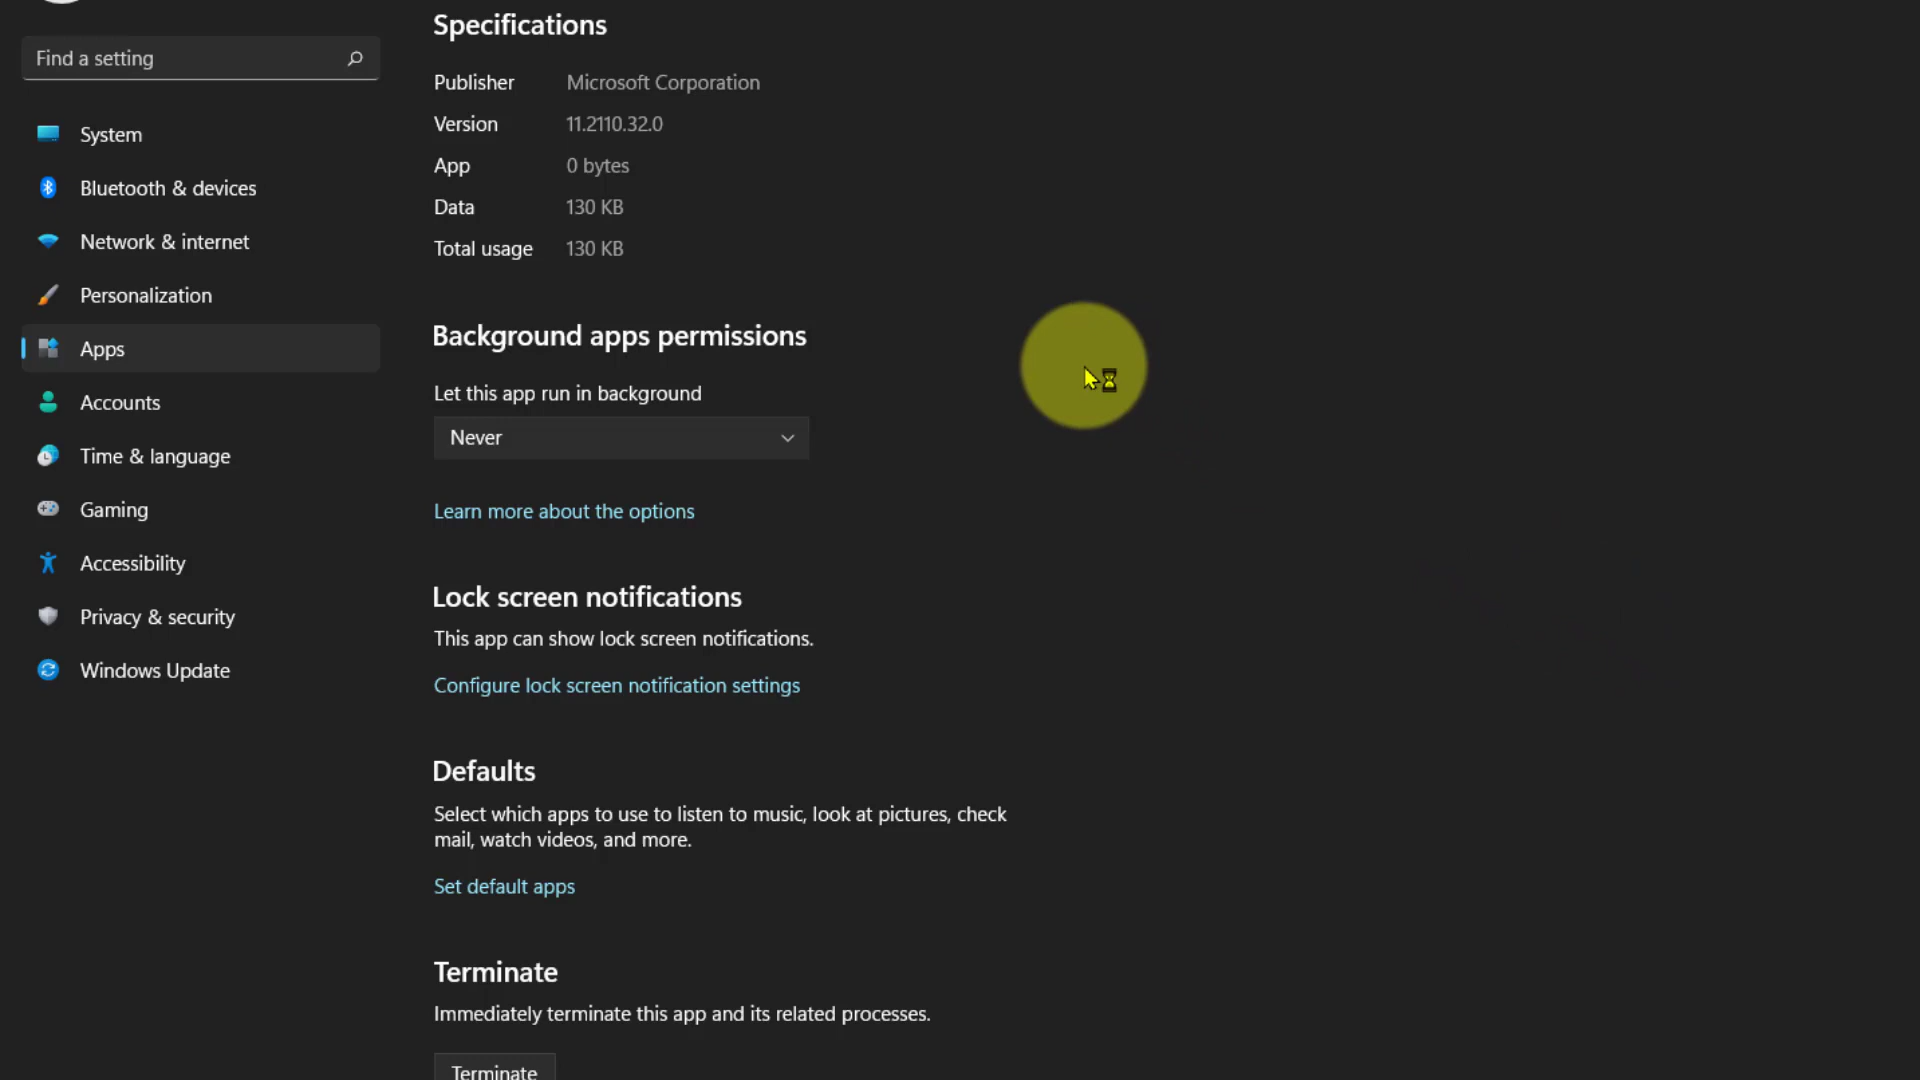 Find a setting
System
Bluetooth & devices
Network & internet
Personalization
Apps
Accounts
Time & language
Gaming
Accessibility
Privacy & security
Windows Update
Specifications
Publisher Microsoft Corporation
Version 11.2110.32.0
App 0 bytes
Data 130 KB
Total usage 130 KB
Background apps permissions
Let this app run in background
Never
Learn more about the options
Lock screen notifications
This app can show lock screen notifications.
Configure lock screen notification settings
Defaults
Select which apps to use to listen to music, look at pictures, check
mail, watch videos, and more.
Set default apps
Terminate
Immediately terminate this app and its related processes.
Terminate